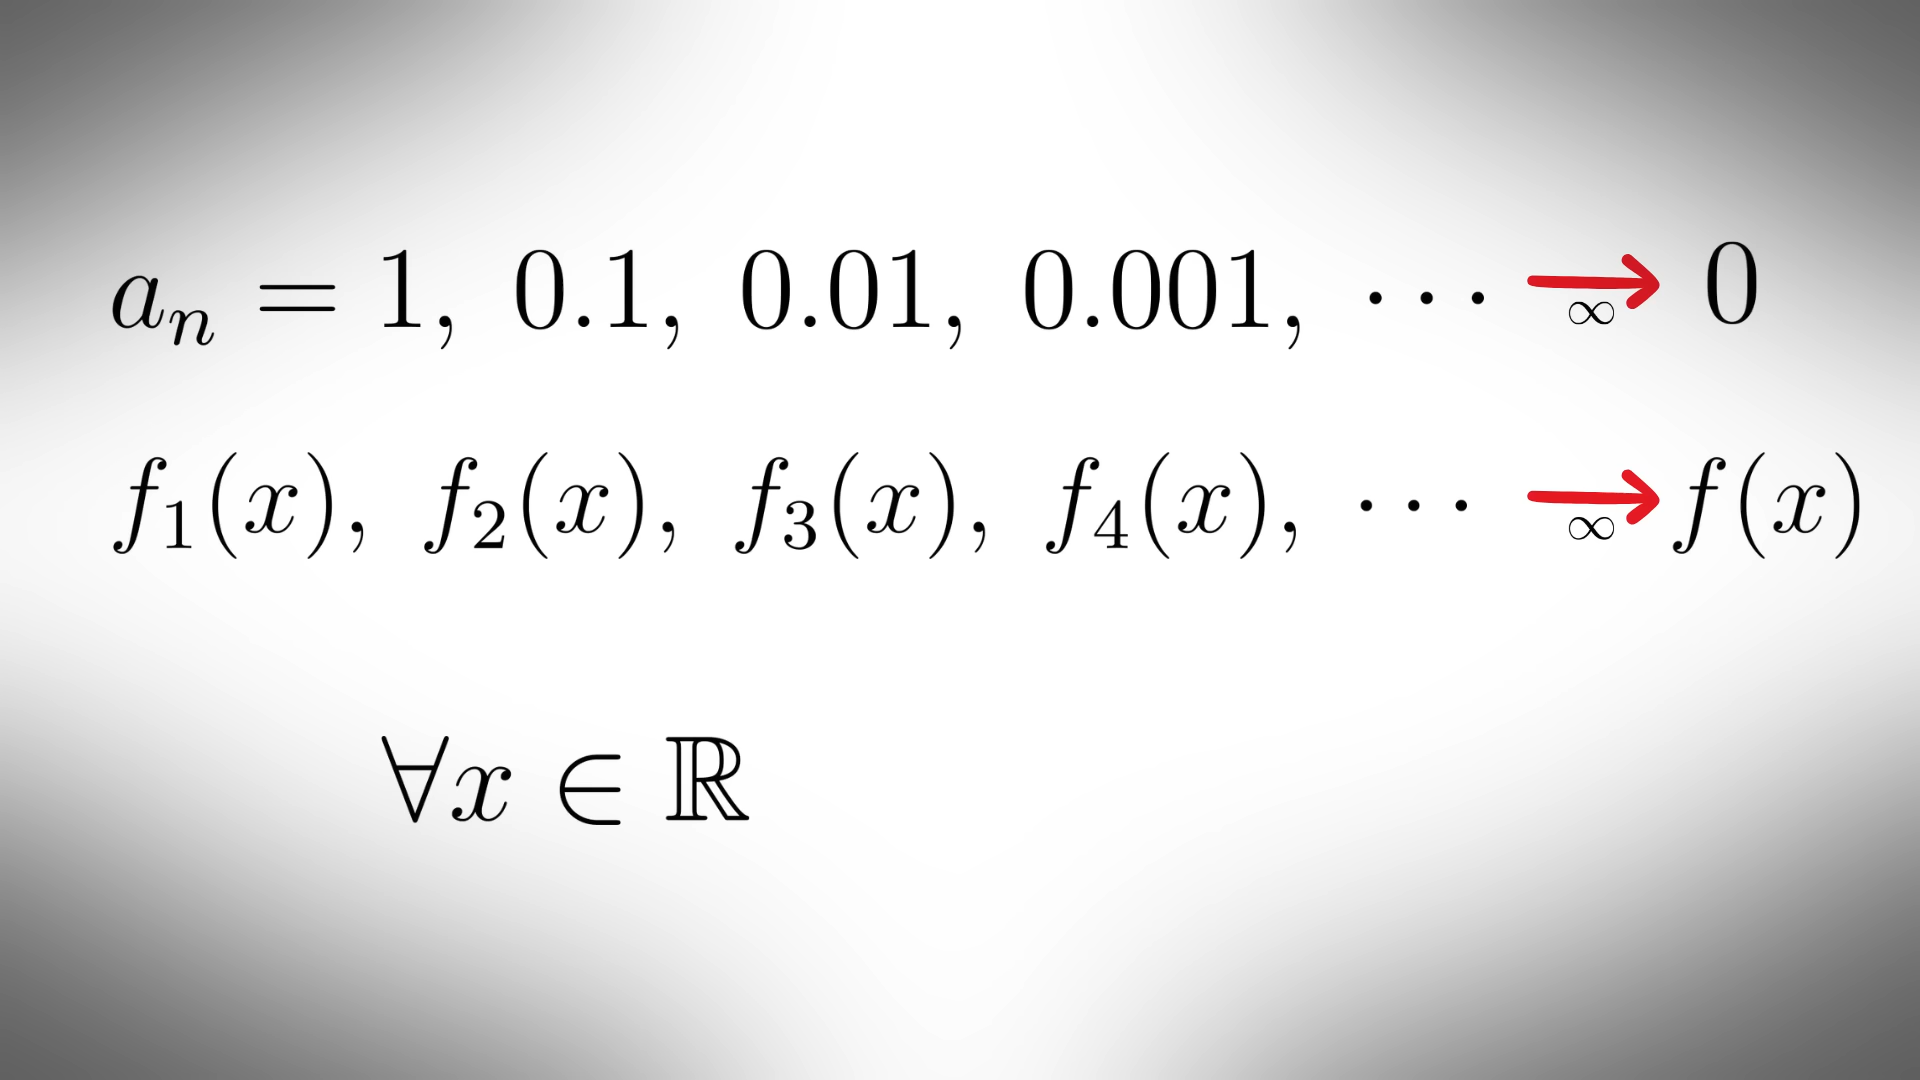 aₙ = 1, 0.1, 0.01, 0.001, ⋯ →∞ 0
f₁(x), f₂(x), f₃(x), f₄(x), ⋯ →∞ f(x)
∀x ∈ ℝ